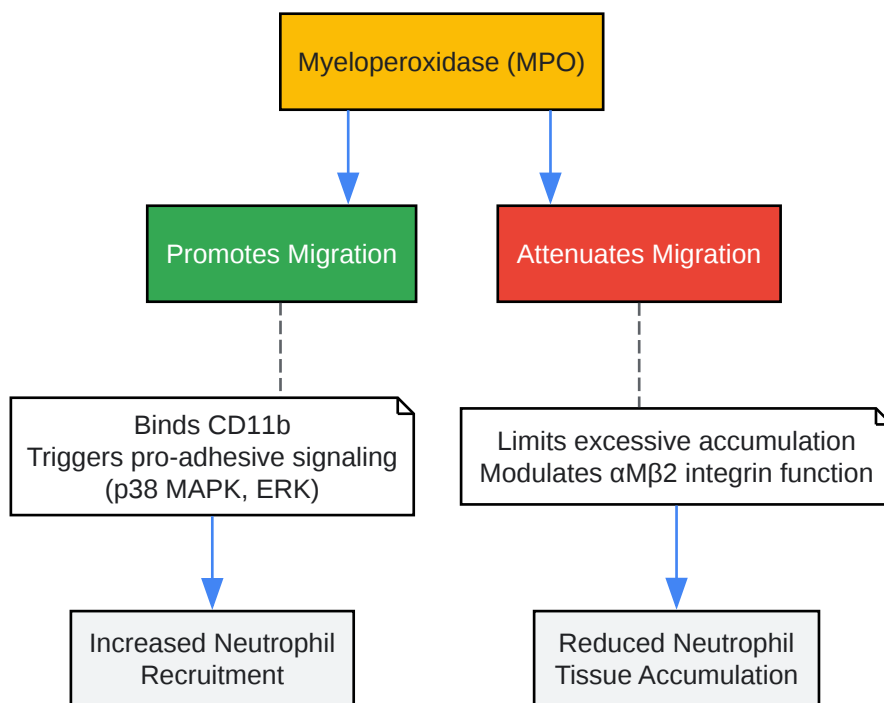 Myeloperoxidase (MPO)
Promotes Migration
Attenuates Migration
Binds CD11b
Triggers pro-adhesive signaling
(p38 MAPK, ERK)
Limits excessive accumulation
Modulates αMβ2 integrin function
Increased Neutrophil
Recruitment
Reduced Neutrophil
Tissue Accumulation